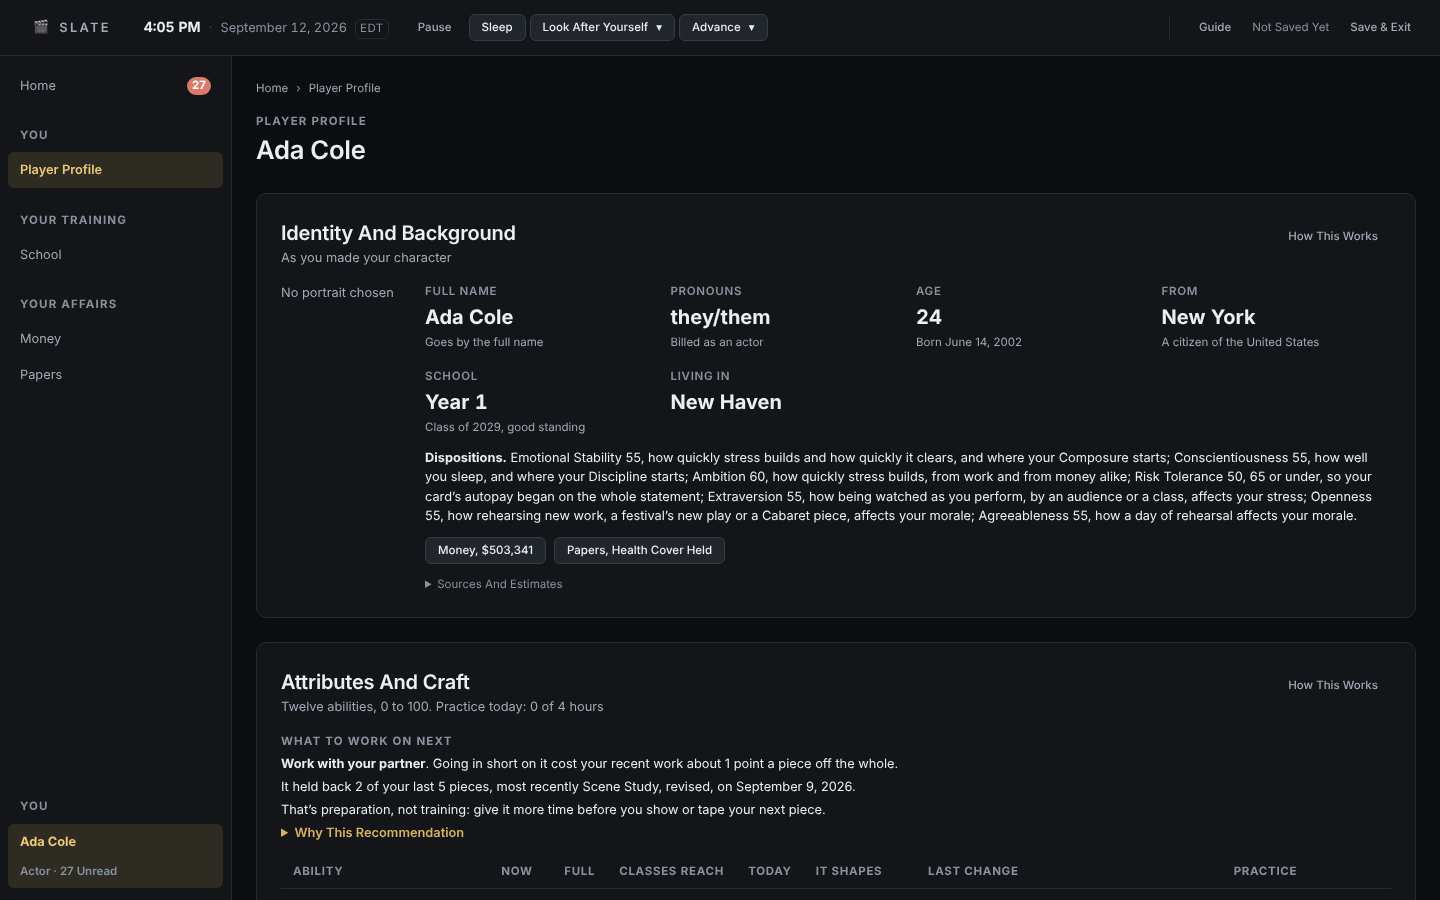 SLATE
4:05 PM · September 12, 2026 EDT
Pause
Sleep
Look After Yourself ▾
Advance ▾
Guide
Not Saved Yet
Save & Exit
Home
27
YOU
Player Profile
YOUR TRAINING
School
YOUR AFFAIRS
Money
Papers
YOU
Ada Cole
Actor · 27 Unread
Home › Player Profile
PLAYER PROFILE
Ada Cole
Identity And Background
How This Works
As you made your character
No portrait chosen
FULL NAME
Ada Cole
Goes by the full name
PRONOUNS
they/them
Billed as an actor
AGE
24
Born June 14, 2002
FROM
New York
A citizen of the United States
SCHOOL
Year 1
Class of 2029, good standing
LIVING IN
New Haven
Dispositions. Emotional Stability 55, how quickly stress builds and how quickly it clears, and where your Composure starts; Conscientiousness 55, how well
you sleep, and where your Discipline starts; Ambition 60, how quickly stress builds, from work and from money alike; Risk Tolerance 50, 65 or under, so your
card’s autopay began on the whole statement; Extraversion 55, how being watched as you perform, by an audience or a class, affects your stress; Openness
55, how rehearsing new work, a festival’s new play or a Cabaret piece, affects your morale; Agreeableness 55, how a day of rehearsal affects your morale.
Money, $503,341
Papers, Health Cover Held
▶ Sources And Estimates
Attributes And Craft
How This Works
Twelve abilities, 0 to 100. Practice today: 0 of 4 hours
WHAT TO WORK ON NEXT
Work with your partner. Going in short on it cost your recent work about 1 point a piece off the whole.
It held back 2 of your last 5 pieces, most recently Scene Study, revised, on September 9, 2026.
That’s preparation, not training: give it more time before you show or tape your next piece.
▶ Why This Recommendation
ABILITY NOW FULL CLASSES REACH TODAY IT SHAPES LAST CHANGE PRACTICE